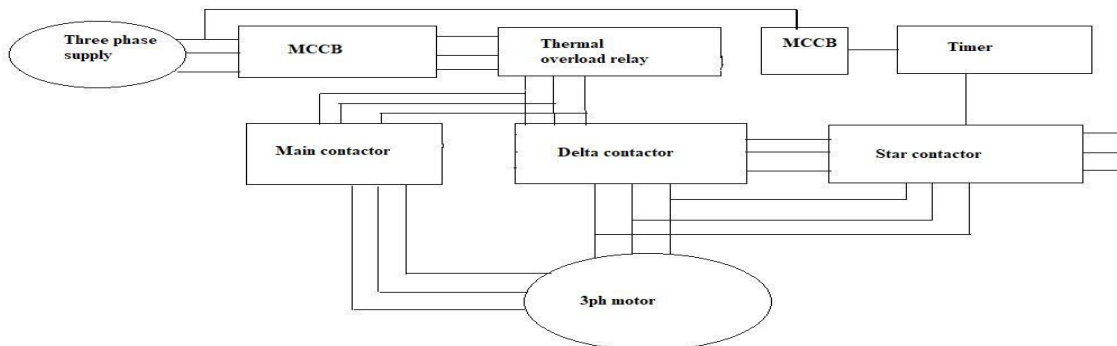 Three phase
supply
MCCB
Thermal
overload relay
MCCB
Timer
Main contactor
Delta contactor
Star contactor
3ph motor